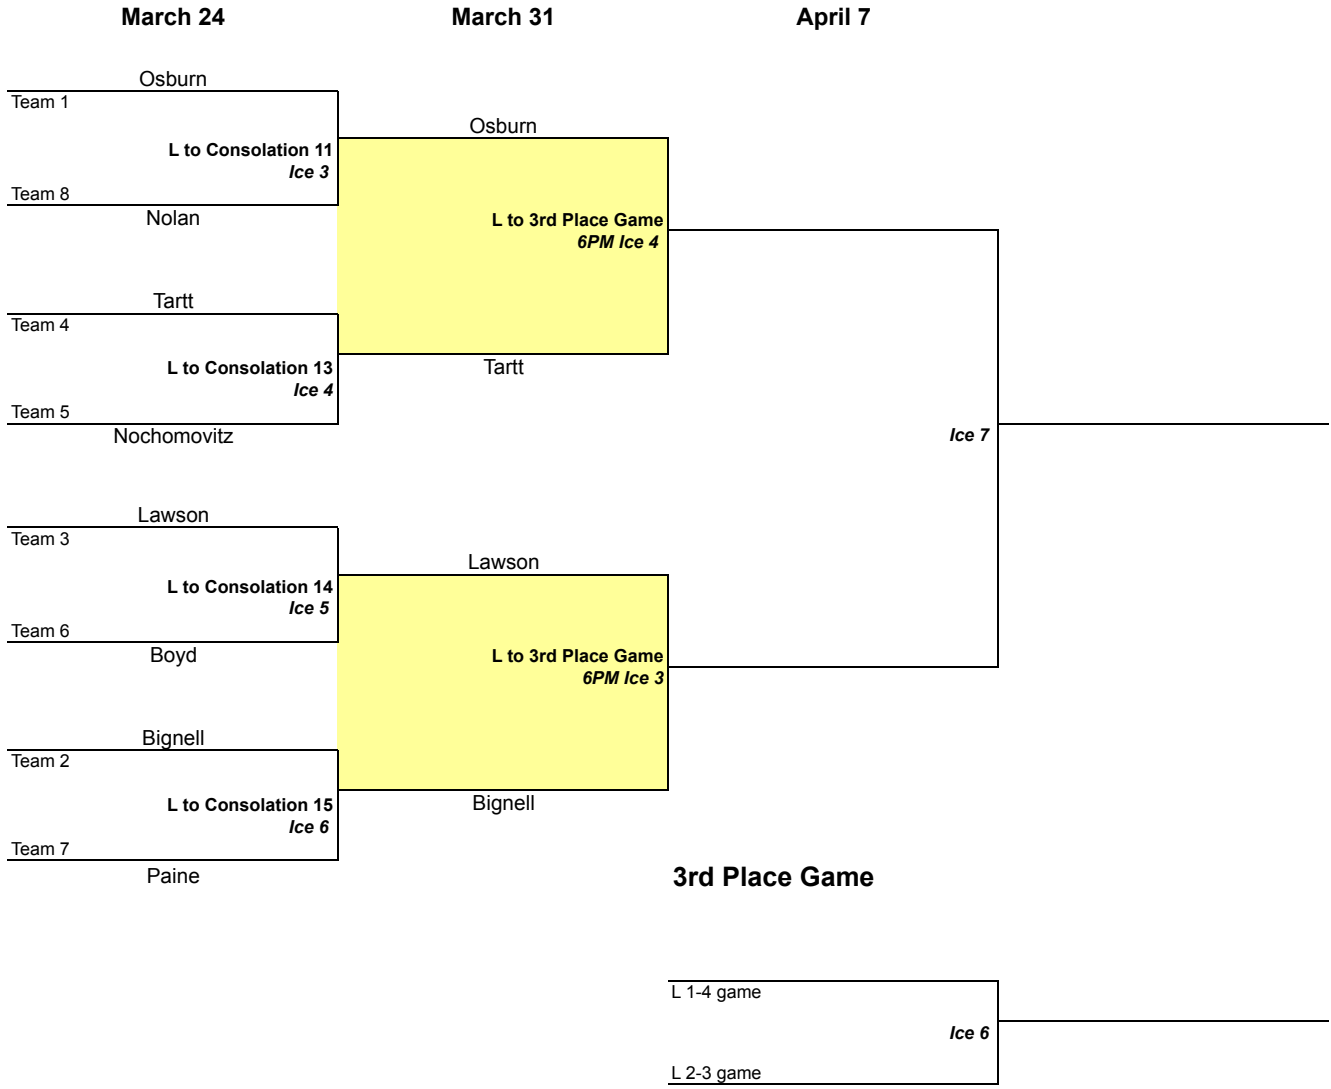 March 24
March 31
April 7
Osburn
Team 1
Osburn
L to Consolation 11
Ice 3
Team 8
Nolan
L to 3rd Place Game
6PM Ice 4
Tartt
Team 4
L to Consolation 13
Ice 4
Tartt
Team 5
Nochomovitz
Ice 7
Lawson
Team 3
Lawson
L to Consolation 14
Ice 5
Team 6
Boyd
L to 3rd Place Game
6PM Ice 3
Bignell
Team 2
L to Consolation 15
Ice 6
Bignell
Team 7
Paine
3rd Place Game
L 1-4 game
Ice 6
L 2-3 game